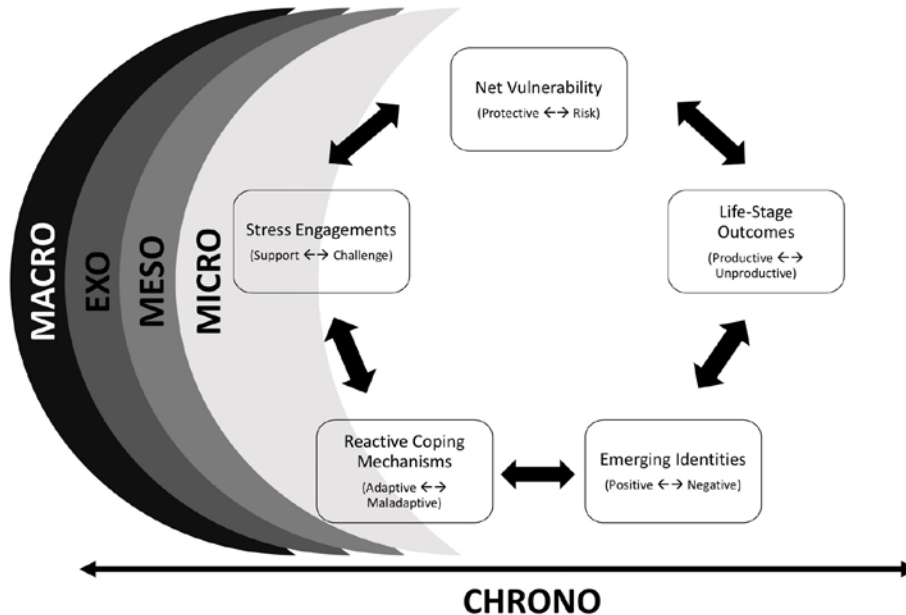 Net Vulnerability
(Protective ←→ Risk)
Stress Engagements
(Support ←→ Challenge)
Life-Stage
Outcomes
(Productive ←→
Unproductive)
MACRO
EXO
MESO
MICRO
Reactive Coping
Mechanisms
(Adaptive ←→
Maladaptive)
Emerging Identities
(Positive ←→ Negative)
CHRONO